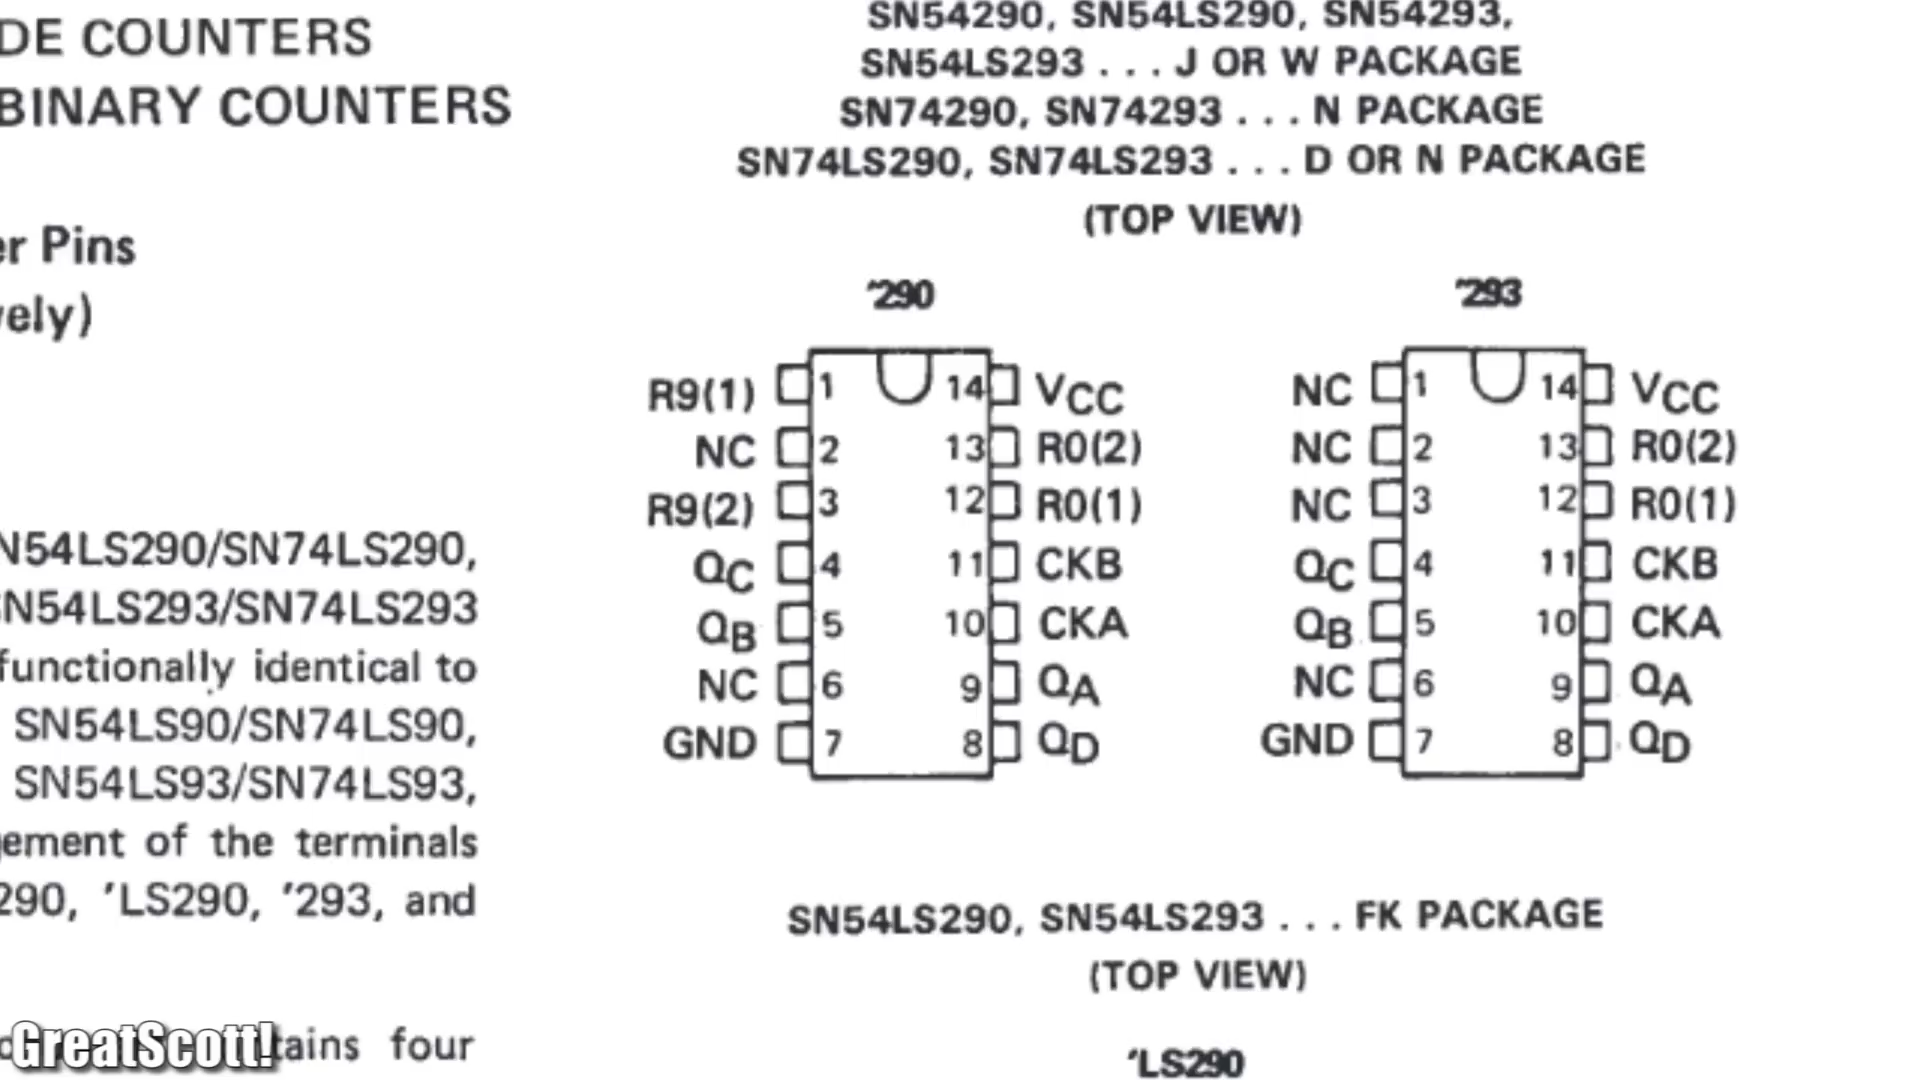 DE COUNTERS
BINARY COUNTERS
er Pins
vely)
N54LS290/SN74LS290,
SN54LS293/SN74LS293
functionally identical to
SN54LS90/SN74LS90,
SN54LS93/SN74LS93,
gement of the terminals
290, 'LS290, '293, and
tains four
GreatScott!
SN54290, SN54LS290, SN54293,
SN54LS293 . . . J OR W PACKAGE
SN74290, SN74293 . . . N PACKAGE
SN74LS290, SN74LS293 . . . D OR N PACKAGE
(TOP VIEW)
'290
R9(1) 1 14 VCC
NC 2 13 R0(2)
R9(2) 3 12 R0(1)
QC 4 11 CKB
QB 5 10 CKA
NC 6 9 QA
GND 7 8 QD
'293
NC 1 14 VCC
NC 2 13 R0(2)
NC 3 12 R0(1)
QC 4 11 CKB
QB 5 10 CKA
NC 6 9 QA
GND 7 8 QD
SN54LS290, SN54LS293 . . . FK PACKAGE
(TOP VIEW)
'LS290